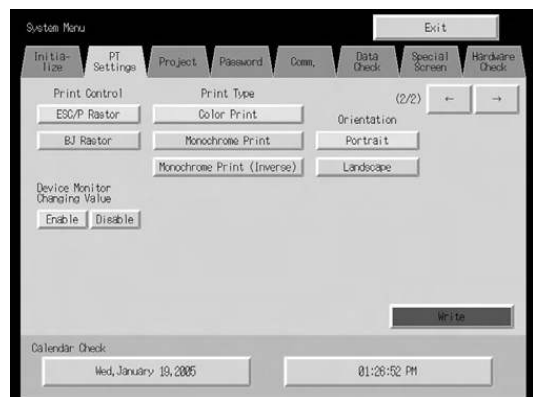 System Menu
Exit
Initia-
lize
PT
Settings
Project
Password
Comm.
Data
Check
Special
Screen
Hardware
Check
Print Control
Print Type
(2/2)
←
→
ESC/P Rastor
Color Print
Orientation
BJ Rastor
Monochrome Print
Portrait
Monochrome Print (Inverse)
Landscape
Device Monitor
Changing Value
Enable
Disable
Write
Calendar Check
Wed, January 19, 2005
01:26:52 PM